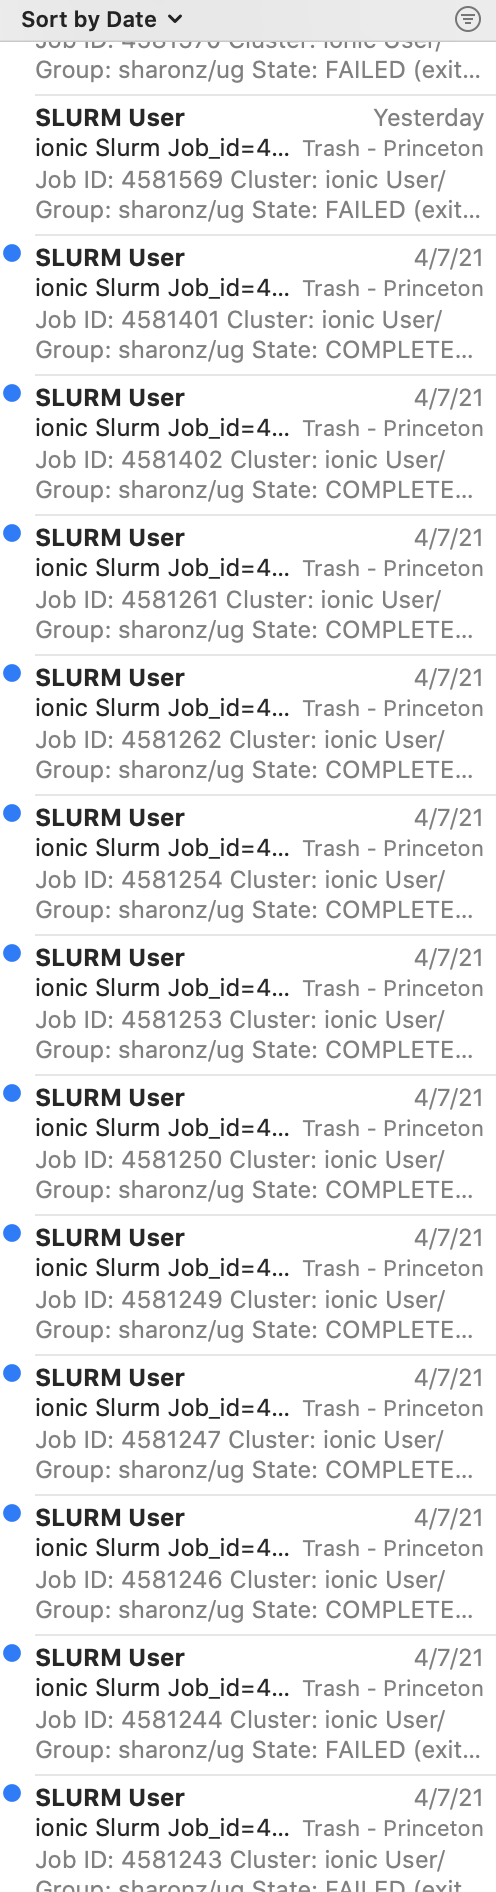 Sort by Date
Job ID: 4581570 Cluster: ionic User/
Group: sharonz/ug State: FAILED (exit...
SLURM User Yesterday
ionic Slurm Job_id=4... Trash - Princeton
Job ID: 4581569 Cluster: ionic User/
Group: sharonz/ug State: FAILED (exit...
SLURM User 4/7/21
ionic Slurm Job_id=4... Trash - Princeton
Job ID: 4581401 Cluster: ionic User/
Group: sharonz/ug State: COMPLETE...
SLURM User 4/7/21
ionic Slurm Job_id=4... Trash - Princeton
Job ID: 4581402 Cluster: ionic User/
Group: sharonz/ug State: COMPLETE...
SLURM User 4/7/21
ionic Slurm Job_id=4... Trash - Princeton
Job ID: 4581261 Cluster: ionic User/
Group: sharonz/ug State: COMPLETE...
SLURM User 4/7/21
ionic Slurm Job_id=4... Trash - Princeton
Job ID: 4581262 Cluster: ionic User/
Group: sharonz/ug State: COMPLETE...
SLURM User 4/7/21
ionic Slurm Job_id=4... Trash - Princeton
Job ID: 4581254 Cluster: ionic User/
Group: sharonz/ug State: COMPLETE...
SLURM User 4/7/21
ionic Slurm Job_id=4... Trash - Princeton
Job ID: 4581253 Cluster: ionic User/
Group: sharonz/ug State: COMPLETE...
SLURM User 4/7/21
ionic Slurm Job_id=4... Trash - Princeton
Job ID: 4581250 Cluster: ionic User/
Group: sharonz/ug State: COMPLETE...
SLURM User 4/7/21
ionic Slurm Job_id=4... Trash - Princeton
Job ID: 4581249 Cluster: ionic User/
Group: sharonz/ug State: COMPLETE...
SLURM User 4/7/21
ionic Slurm Job_id=4... Trash - Princeton
Job ID: 4581247 Cluster: ionic User/
Group: sharonz/ug State: COMPLETE...
SLURM User 4/7/21
ionic Slurm Job_id=4... Trash - Princeton
Job ID: 4581246 Cluster: ionic User/
Group: sharonz/ug State: COMPLETE...
SLURM User 4/7/21
ionic Slurm Job_id=4... Trash - Princeton
Job ID: 4581244 Cluster: ionic User/
Group: sharonz/ug State: FAILED (exit...
SLURM User 4/7/21
ionic Slurm Job_id=4... Trash - Princeton
Job ID: 4581243 Cluster: ionic User/
Group: sharonz/ug State: FAILED (exit